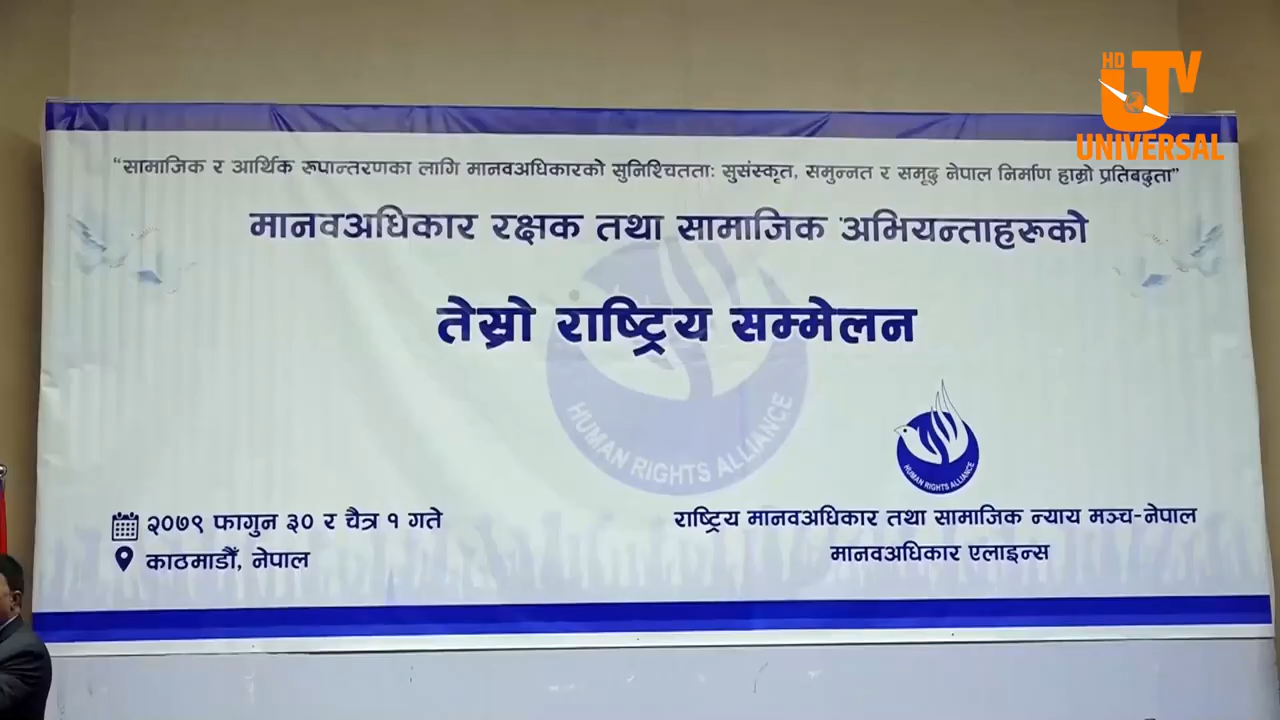 HD
UTV
UNIVERSAL
“सामाजिक र आर्थिक रूपान्तरणका लागि मानवअधिकारको सुनिश्चितताः सुसंस्कृत, समुन्नत र समृद्ध नेपाल निर्माण हाम्रो प्रतिबद्धता”
मानवअधिकार रक्षक तथा सामाजिक अभियन्ताहरूको
तेस्रो राष्ट्रिय सम्मेलन
HUMAN RIGHTS ALLIANCE
HUMAN RIGHTS ALLIANCE
२०७९ फागुन ३० र चैत्र १ गते
काठमाडौं, नेपाल
राष्ट्रिय मानवअधिकार तथा सामाजिक न्याय मञ्च-नेपाल
मानवअधिकार एलाइन्स